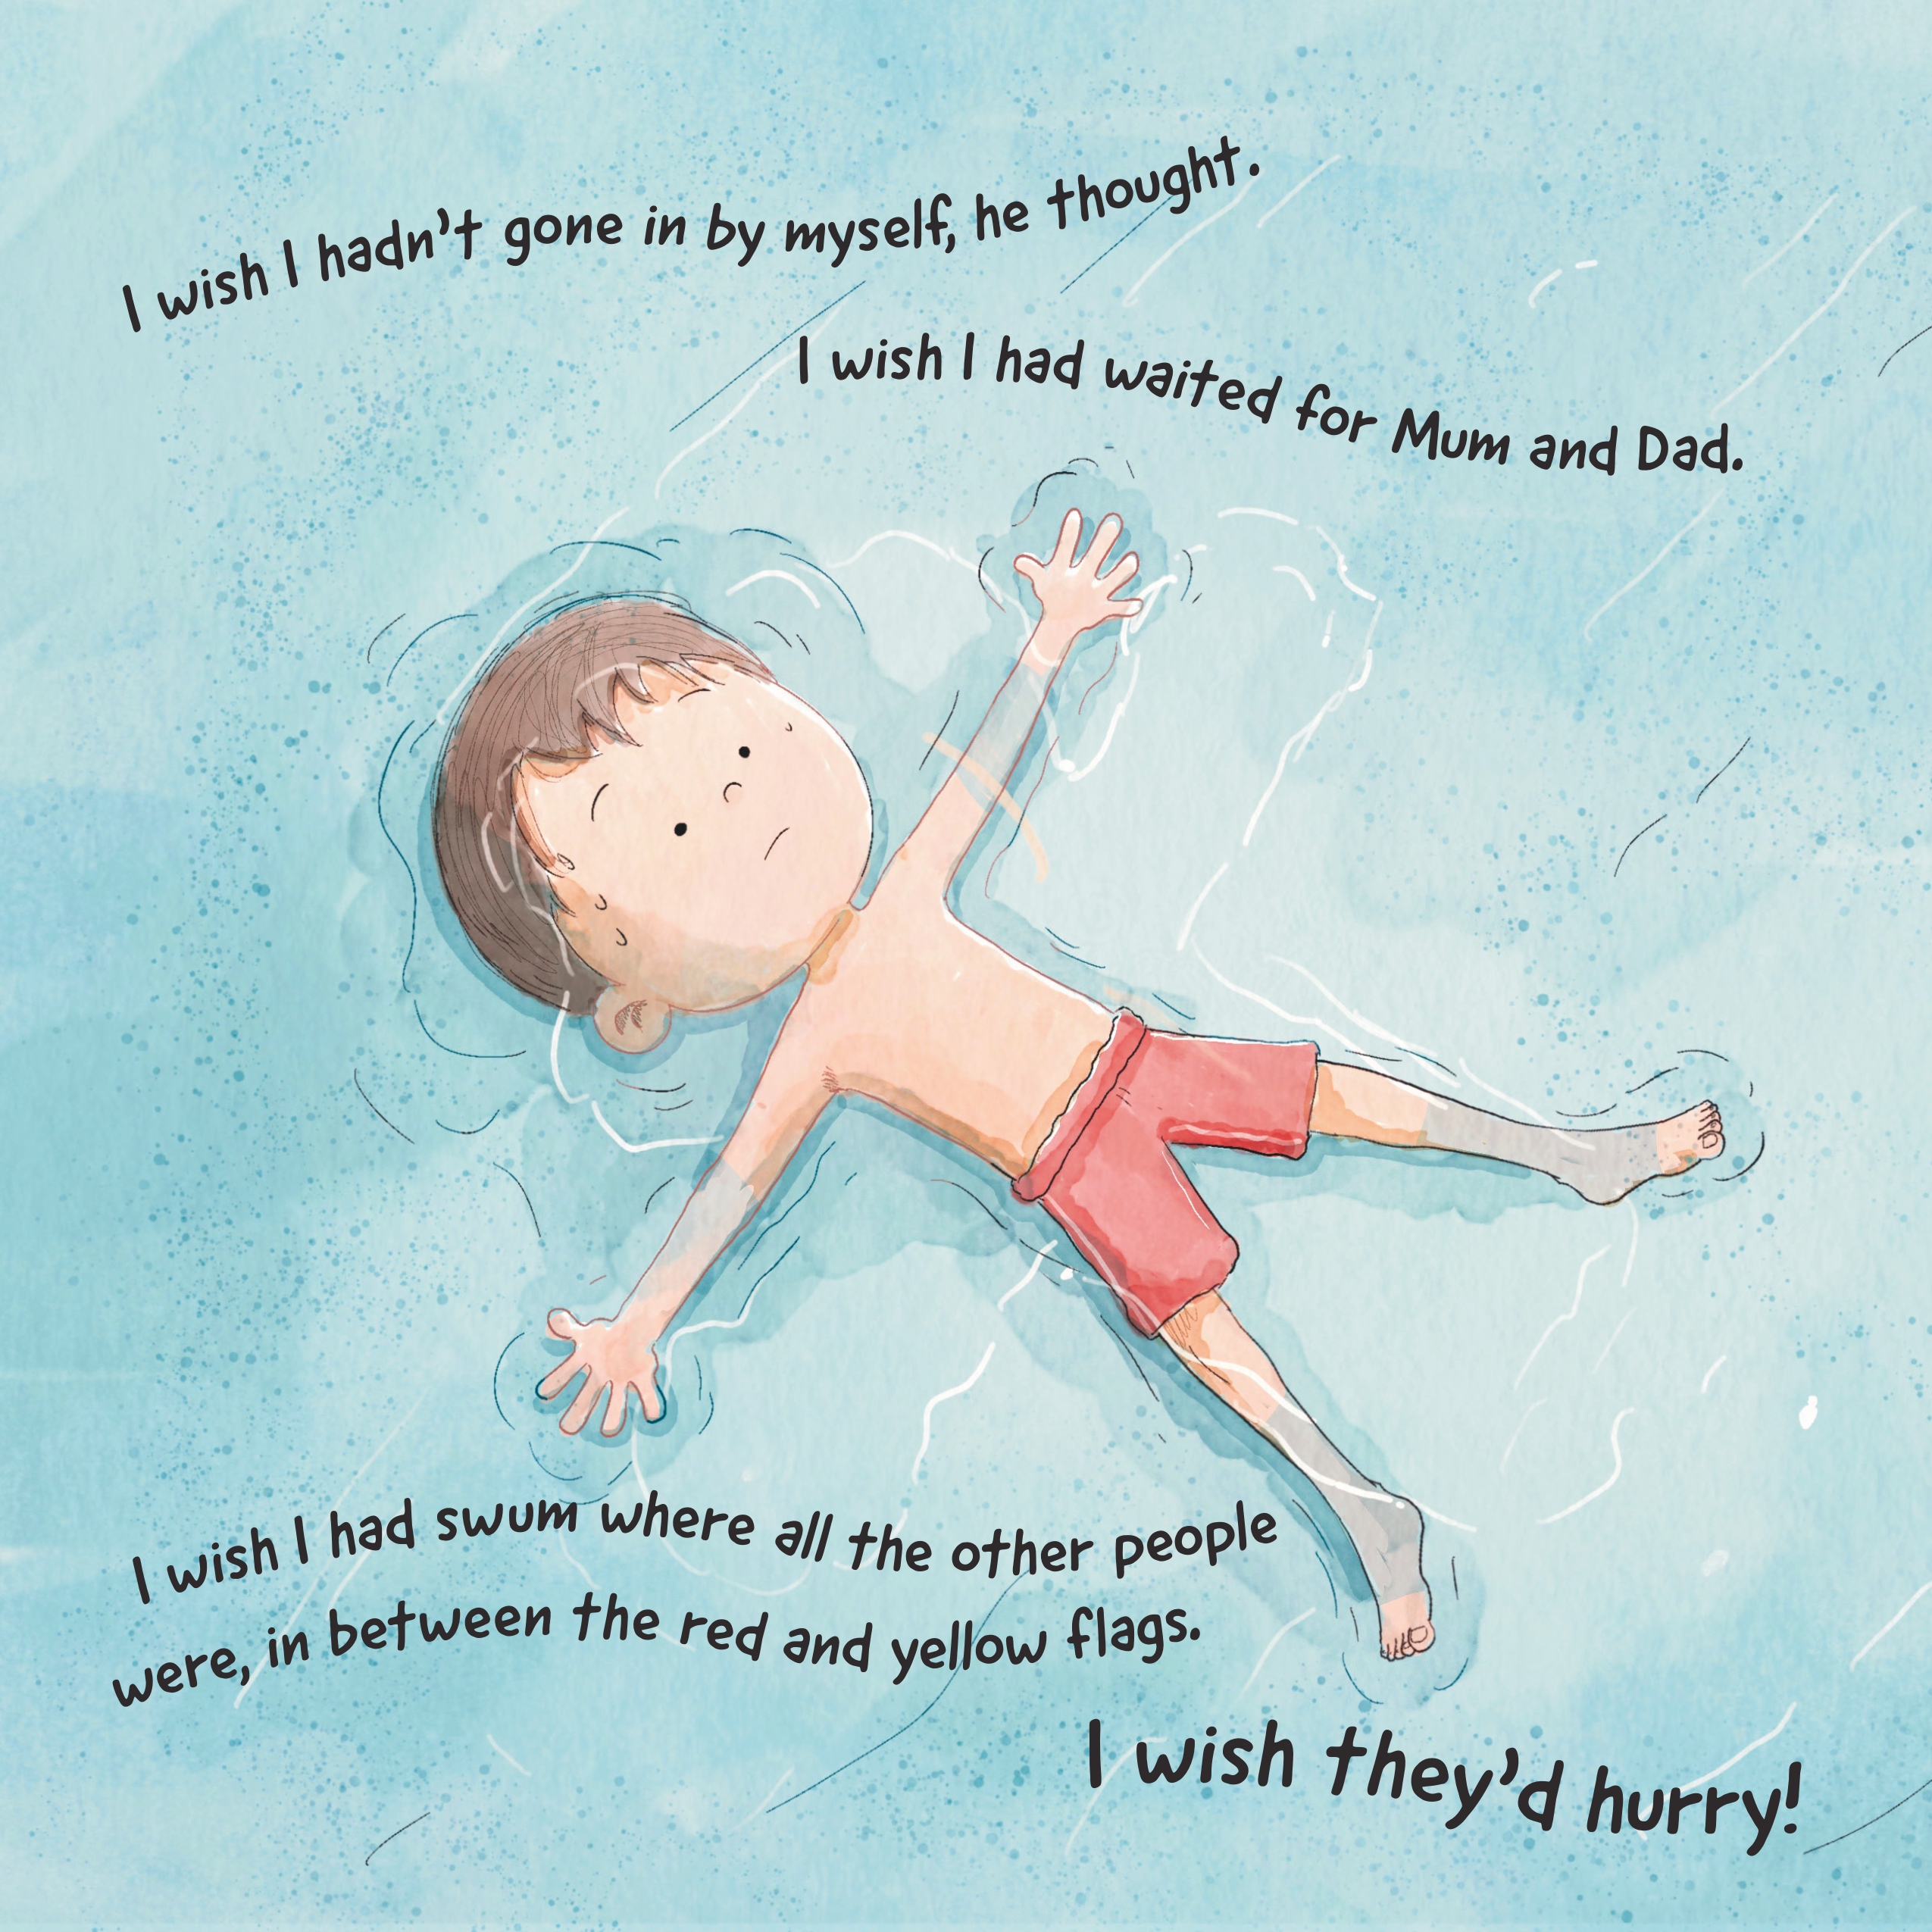 I wish I hadn't gone in by myself, he thought.
I wish I had waited for Mum and Dad.
I wish I had swum where all the other people
were, in between the red and yellow flags.
I wish they'd hurry!